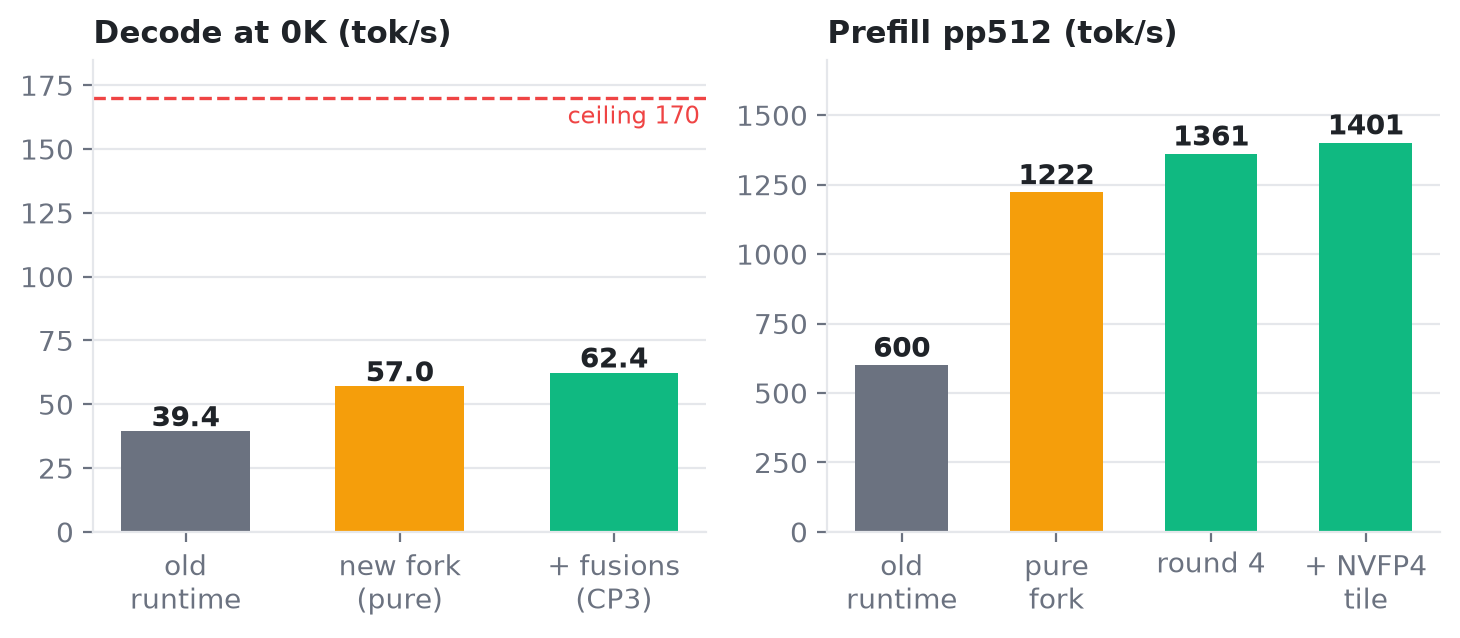 Decode at 0K (tok/s)
175
150
125
100
75
50
25
0
ceiling 170
39.4
57.0
62.4
old
runtime
new fork
(pure)
+ fusions
(CP3)
Prefill pp512 (tok/s)
1500
1250
1000
750
500
250
0
600
1222
1361
1401
old
runtime
pure
fork
round 4
+ NVFP4
tile